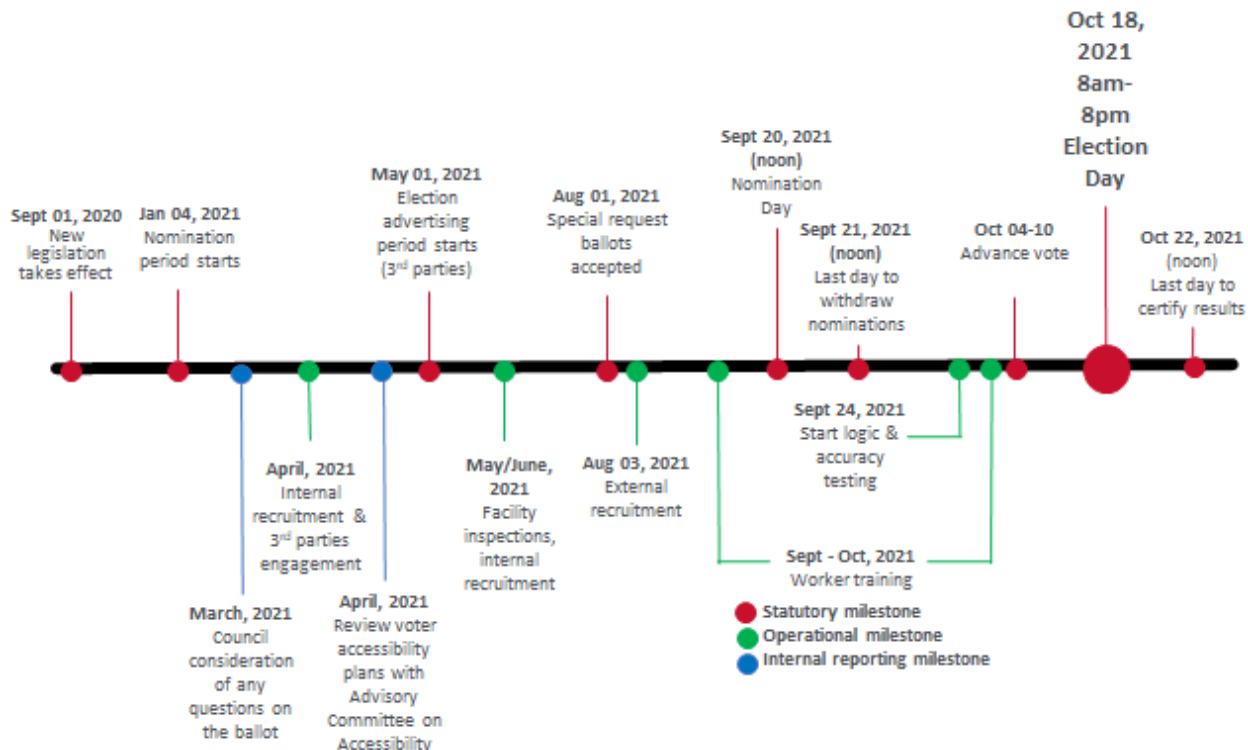 Sept 01, 2020
New
legislation
takes effect
Jan 04, 2021
Nomination
period starts
May 01, 2021
Election
advertising
period starts
(3rd parties)
Aug 01, 2021
Special request
ballots
accepted
Sept 20, 2021
(noon)
Nomination
Day
Sept 21, 2021
(noon)
Last day to
withdraw
nominations
Oct 04-10
Advance vote
Oct 18,
2021
8am-
8pm
Election
Day
Oct 22, 2021
(noon)
Last day to
certify results
March, 2021
Council
consideration
of any
questions on
the ballot
April, 2021
Internal
recruitment &
3rd parties
engagement
April, 2021
Review voter
accessibility
plans with
Advisory
Committee on
Accessibility
May/June,
2021
Facility
inspections,
internal
recruitment
Aug 03, 2021
External
recruitment
Sept 24, 2021
Start logic &
accuracy
testing
Sept - Oct, 2021
Worker training
Statutory milestone
Operational milestone
Internal reporting milestone